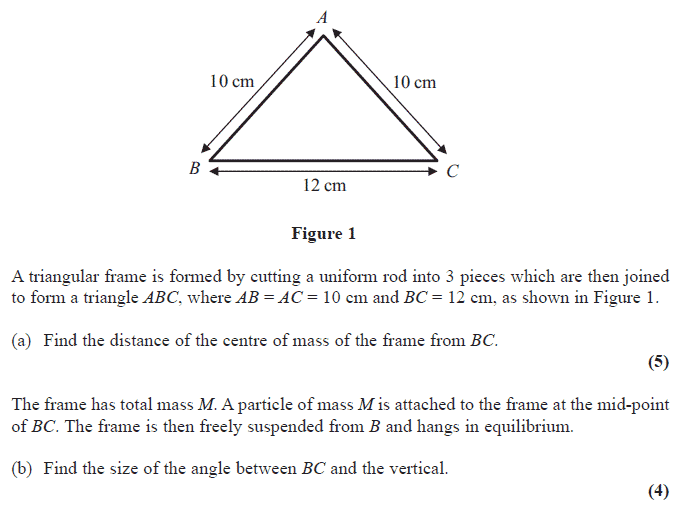 A
10 cm
10 cm
B
C
12 cm
Figure 1
A triangular frame is formed by cutting a uniform rod into 3 pieces which are then joined
to form a triangle ABC, where AB = AC = 10 cm and BC = 12 cm, as shown in Figure 1.
(a) Find the distance of the centre of mass of the frame from BC.
(5)
The frame has total mass M. A particle of mass M is attached to the frame at the mid-point
of BC. The frame is then freely suspended from B and hangs in equilibrium.
(b) Find the size of the angle between BC and the vertical.
(4)